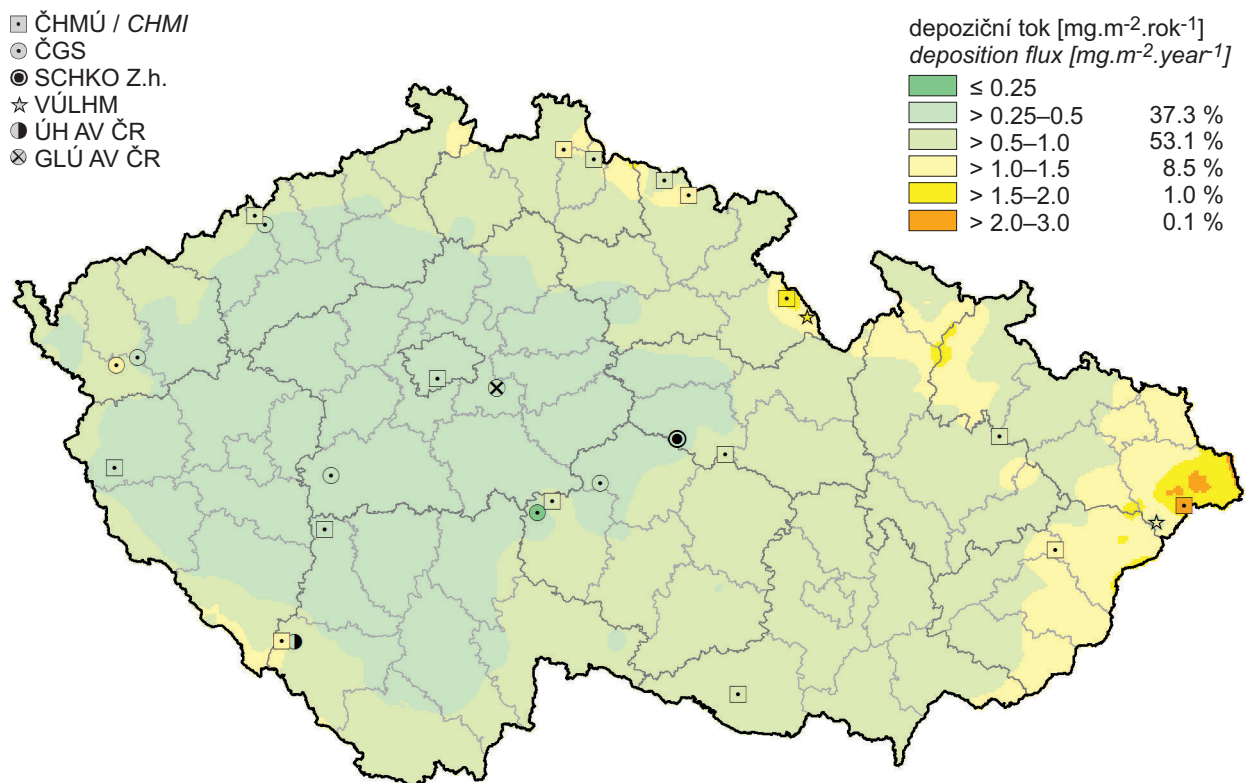 ČHMÚ / CHMI
ČGS
SCHKO Z.h.
VÚLHM
ÚH AV ČR
GLÚ AV ČR
depoziční tok [mg.m-2.rok-1]
deposition flux [mg.m-2.year-1]
≤ 0.25
> 0.25–0.5 37.3 %
> 0.5–1.0 53.1 %
> 1.0–1.5 8.5 %
> 1.5–2.0 1.0 %
> 2.0–3.0 0.1 %